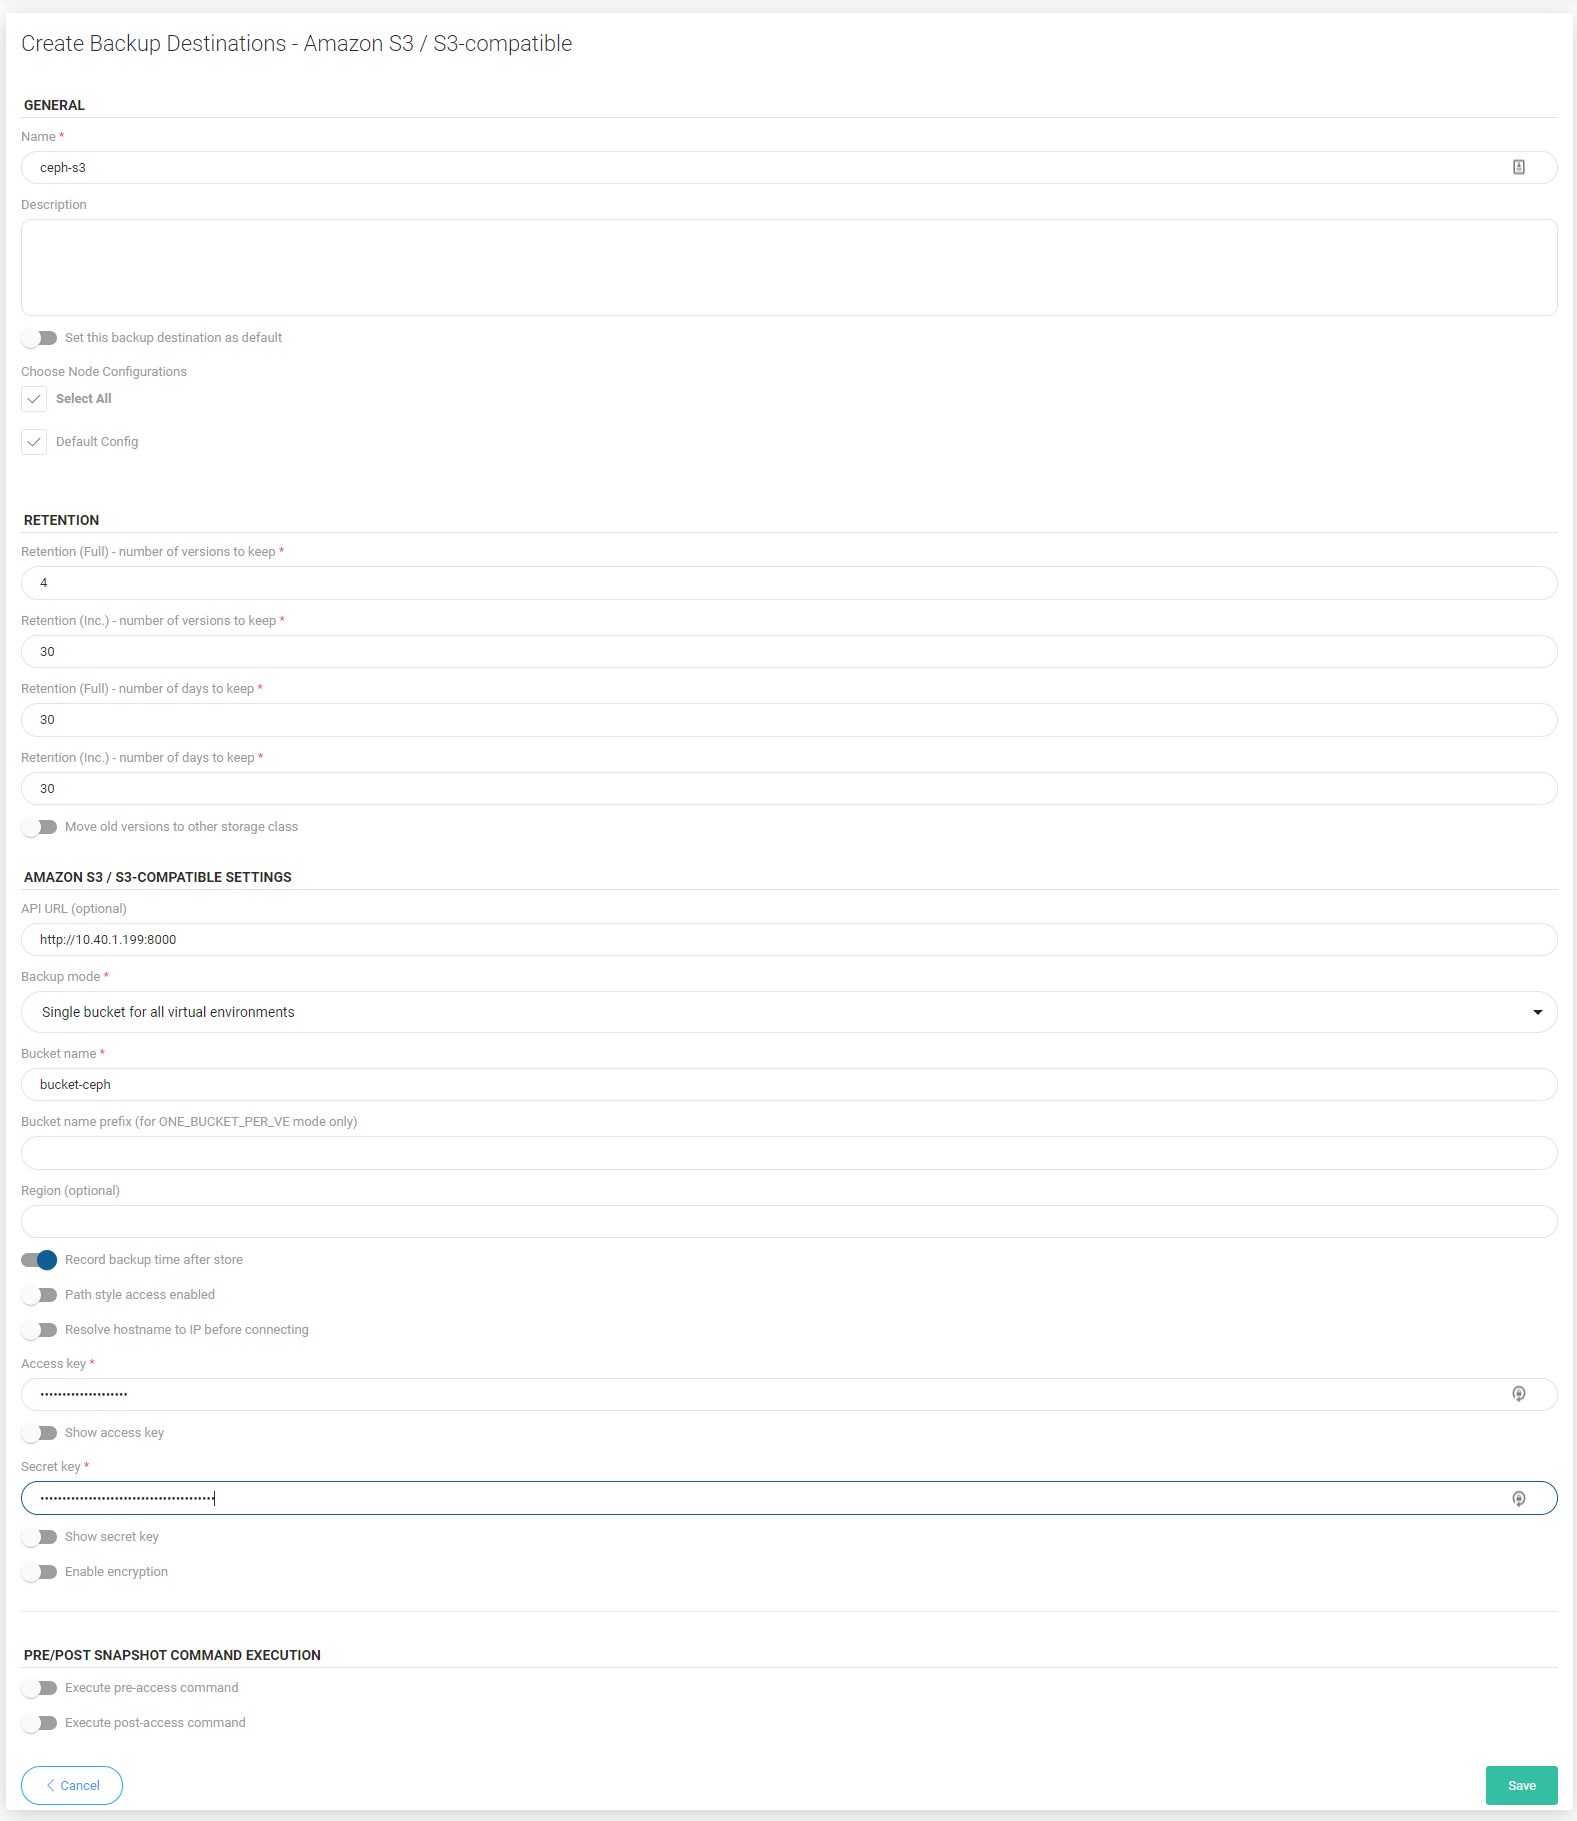 Create Backup Destinations - Amazon S3 / S3-compatible
GENERAL
Name *
ceph-s3
Description
Set this backup destination as default
Choose Node Configurations
Select All
Default Config
RETENTION
Retention (Full) - number of versions to keep *
4
Retention (Inc.) - number of versions to keep *
30
Retention (Full) - number of days to keep *
30
Retention (Inc.) - number of days to keep *
30
Move old versions to other storage class
AMAZON S3 / S3-COMPATIBLE SETTINGS
API URL (optional)
http://10.40.1.199:8000
Backup mode *
Single bucket for all virtual environments
Bucket name *
bucket-ceph
Bucket name prefix (for ONE_BUCKET_PER_VE mode only)
Region (optional)
Record backup time after store
Path style access enabled
Resolve hostname to IP before connecting
Access key *
••••••••••••••••••••
Show access key
Secret key *
••••••••••••••••••••••••••••••••••••••••
Show secret key
Enable encryption
PRE/POST SNAPSHOT COMMAND EXECUTION
Execute pre-access command
Execute post-access command
Cancel
Save